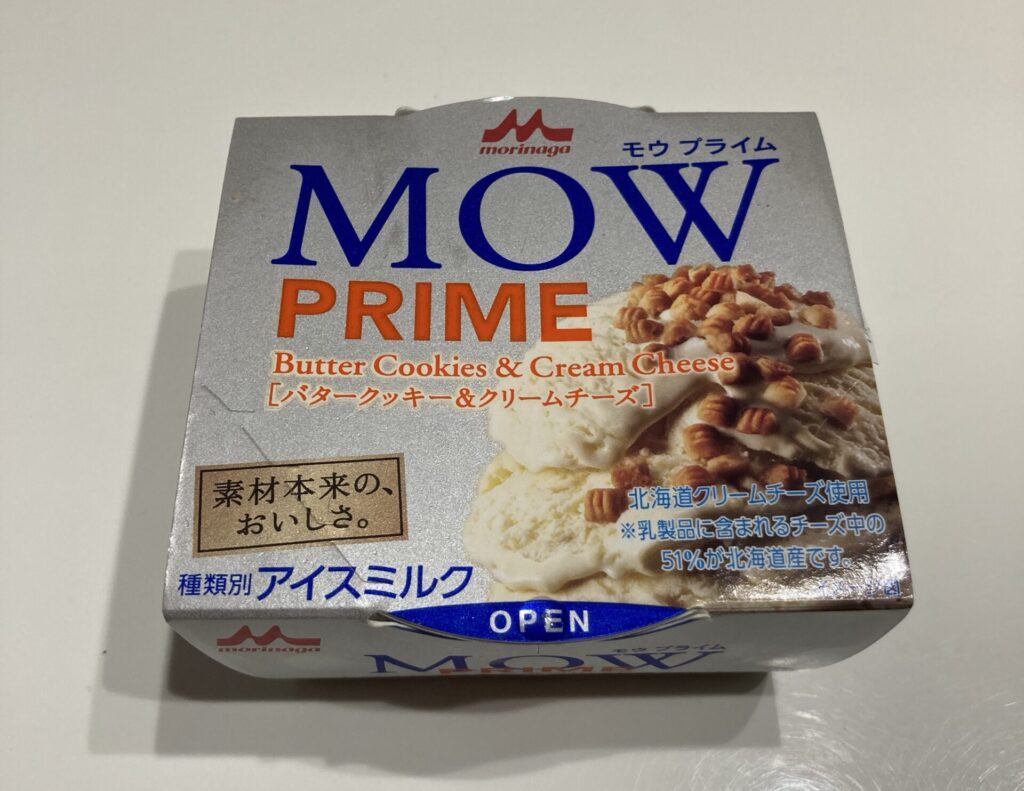 morinaga
モウ プライム
MOW
PRIME
Butter Cookies & Cream Cheese
[バタークッキー&クリームチーズ]
素材本来の、
おいしさ。
北海道クリームチーズ使用
※乳製品に含まれるチーズ中の
51%が北海道産です。
種類別 アイスミルク
OPEN
morinaga
モウ プライム
MOW
PRIME